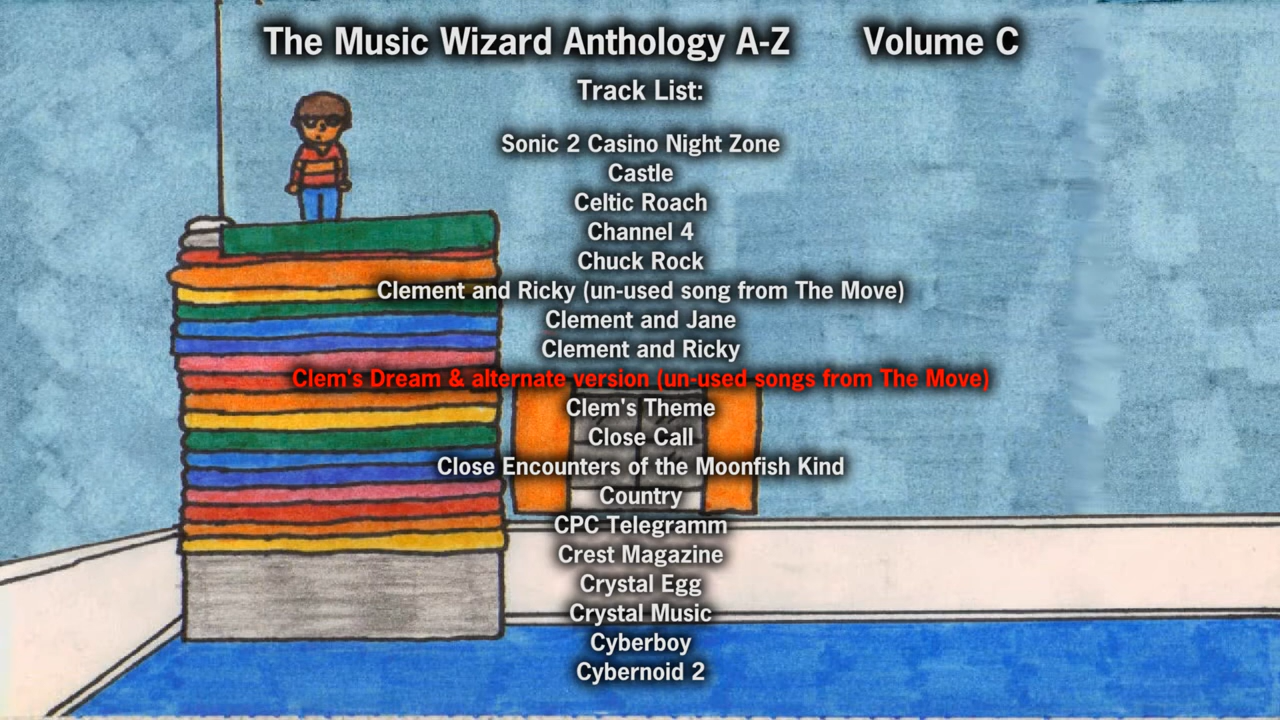 The Music Wizard Anthology A-Z Volume C
Track List:
Sonic 2 Casino Night Zone
Castle
Celtic Roach
Channel 4
Chuck Rock
Clement and Ricky (un-used song from The Move)
Clement and Jane
Clement and Ricky
Clem's Dream & alternate version (un-used songs from The Move)
Clem's Theme
Close Call
Close Encounters of the Moonfish Kind
Country
CPC Telegramm
Crest Magazine
Crystal Egg
Crystal Music
Cyberboy
Cybernoid 2